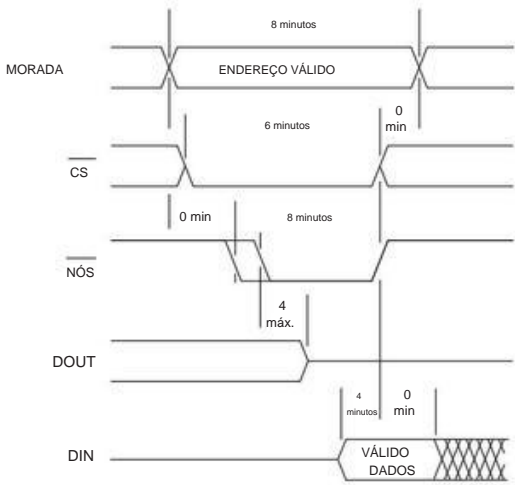 8 minutos
MORADA
ENDEREÇO VÁLIDO
6 minutos
0
min
CS
0 min
8 minutos
NÓS
4
máx.
DOUT
4
minutos
0
min
DIN
VÁLIDO
DADOS